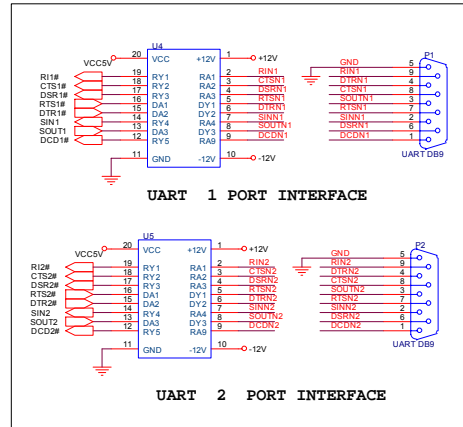 U4
VCC5V 20 VCC +12V 1 +12V
RI1# 19 RY1 RA1 2 RIN1
CTS1# 18 RY2 RA2 3 CTSN1
DSR1# 17 RY3 RA3 4 DSRN1
RTS1# 16 DA1 DY1 5 RTSN1
DTR1# 15 DA2 DY2 6 DTRN1
SIN1 14 RY4 RA4 7 SINN1
SOUT1 13 DA3 DY3 8 SOUTN1
DCD1# 12 RY5 RA9 9 DCDN1
11 GND -12V 10 -12V
P1
GND 5
RIN1 9
DTRN1 4
CTSN1 8
SOUTN1 3
RTSN1 7
SINN1 2
DSRN1 6
DCDN1 1
UART DB9
UART 1 PORT INTERFACE
U5
VCC5V 20 VCC +12V 1 +12V
RI2# 19 RY1 RA1 2 RIN2
CTS2# 18 RY2 RA2 3 CTSN2
DSR2# 17 RY3 RA3 4 DSRN2
RTS2# 16 DA1 DY1 5 RTSN2
DTR2# 15 DA2 DY2 6 DTRN2
SIN2 14 RY4 RA4 7 SINN2
SOUT2 13 DA3 DY3 8 SOUTN2
DCD2# 12 RY5 RA9 9 DCDN2
11 GND -12V 10 -12V
P2
GND 5
RIN2 9
DTRN2 4
CTSN2 8
SOUTN2 3
RTSN2 7
SINN2 2
DSRN2 6
DCDN2 1
UART DB9
UART 2 PORT INTERFACE